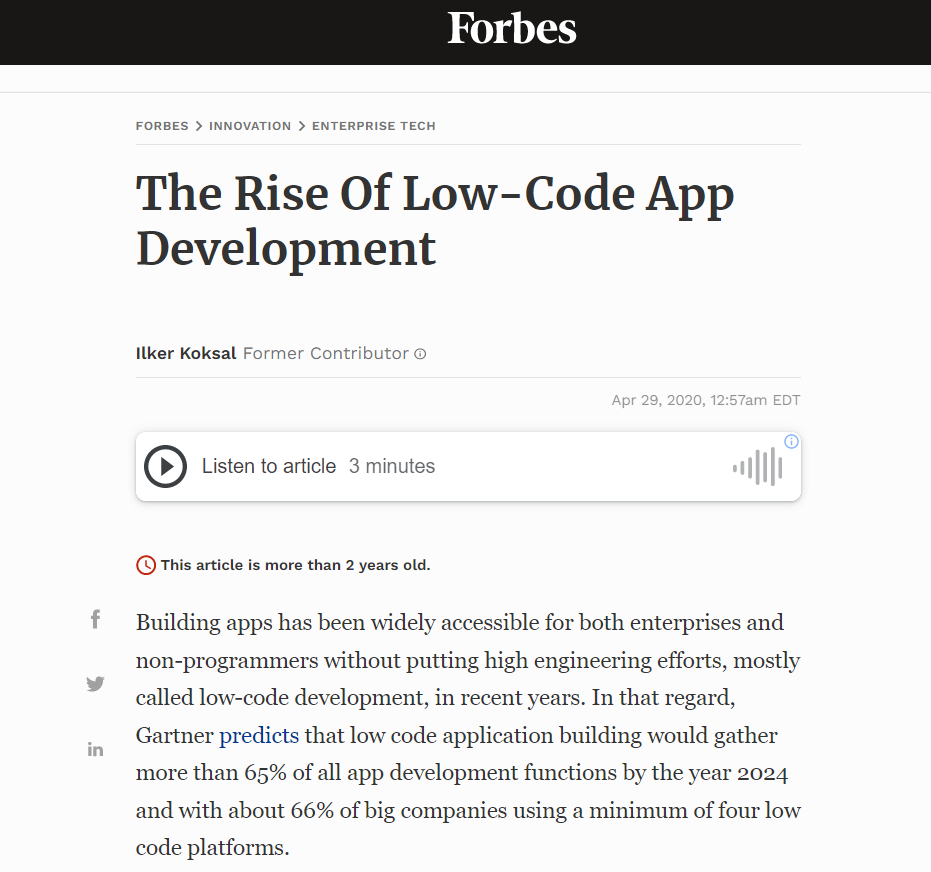 Forbes
FORBES > INNOVATION > ENTERPRISE TECH
The Rise Of Low-Code App
Development
Ilker Koksal Former Contributor
Apr 29, 2020, 12:57am EDT
Listen to article 3 minutes
This article is more than 2 years old.
Building apps has been widely accessible for both enterprises and
non-programmers without putting high engineering efforts, mostly
called low-code development, in recent years. In that regard,
Gartner predicts that low code application building would gather
more than 65% of all app development functions by the year 2024
and with about 66% of big companies using a minimum of four low
code platforms.